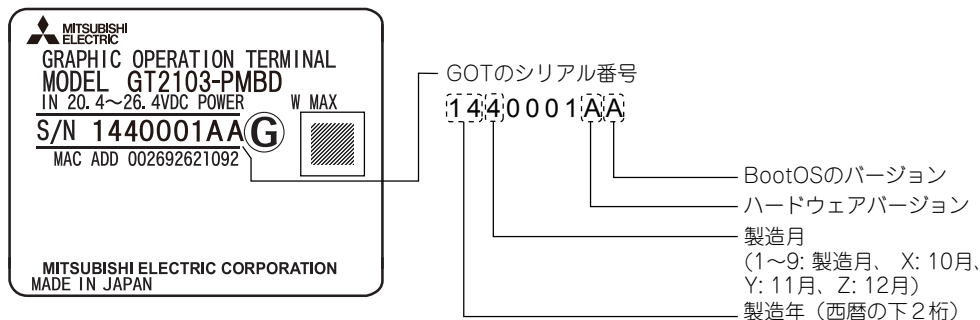 MITSUBISHI
ELECTRIC
GRAPHIC OPERATION TERMINAL
MODEL GT2103-PMBD
IN 20.4～26.4VDC POWER W MAX
S/N 1440001AA G
MAC ADD 002692621092
MITSUBISHI ELECTRIC CORPORATION
MADE IN JAPAN
GOTのシリアル番号
1440001AA
BootOSのバージョン
ハードウェアバージョン
製造月
(1～9: 製造月、 X: 10月、
Y: 11月、Z: 12月)
製造年（西暦の下２桁）